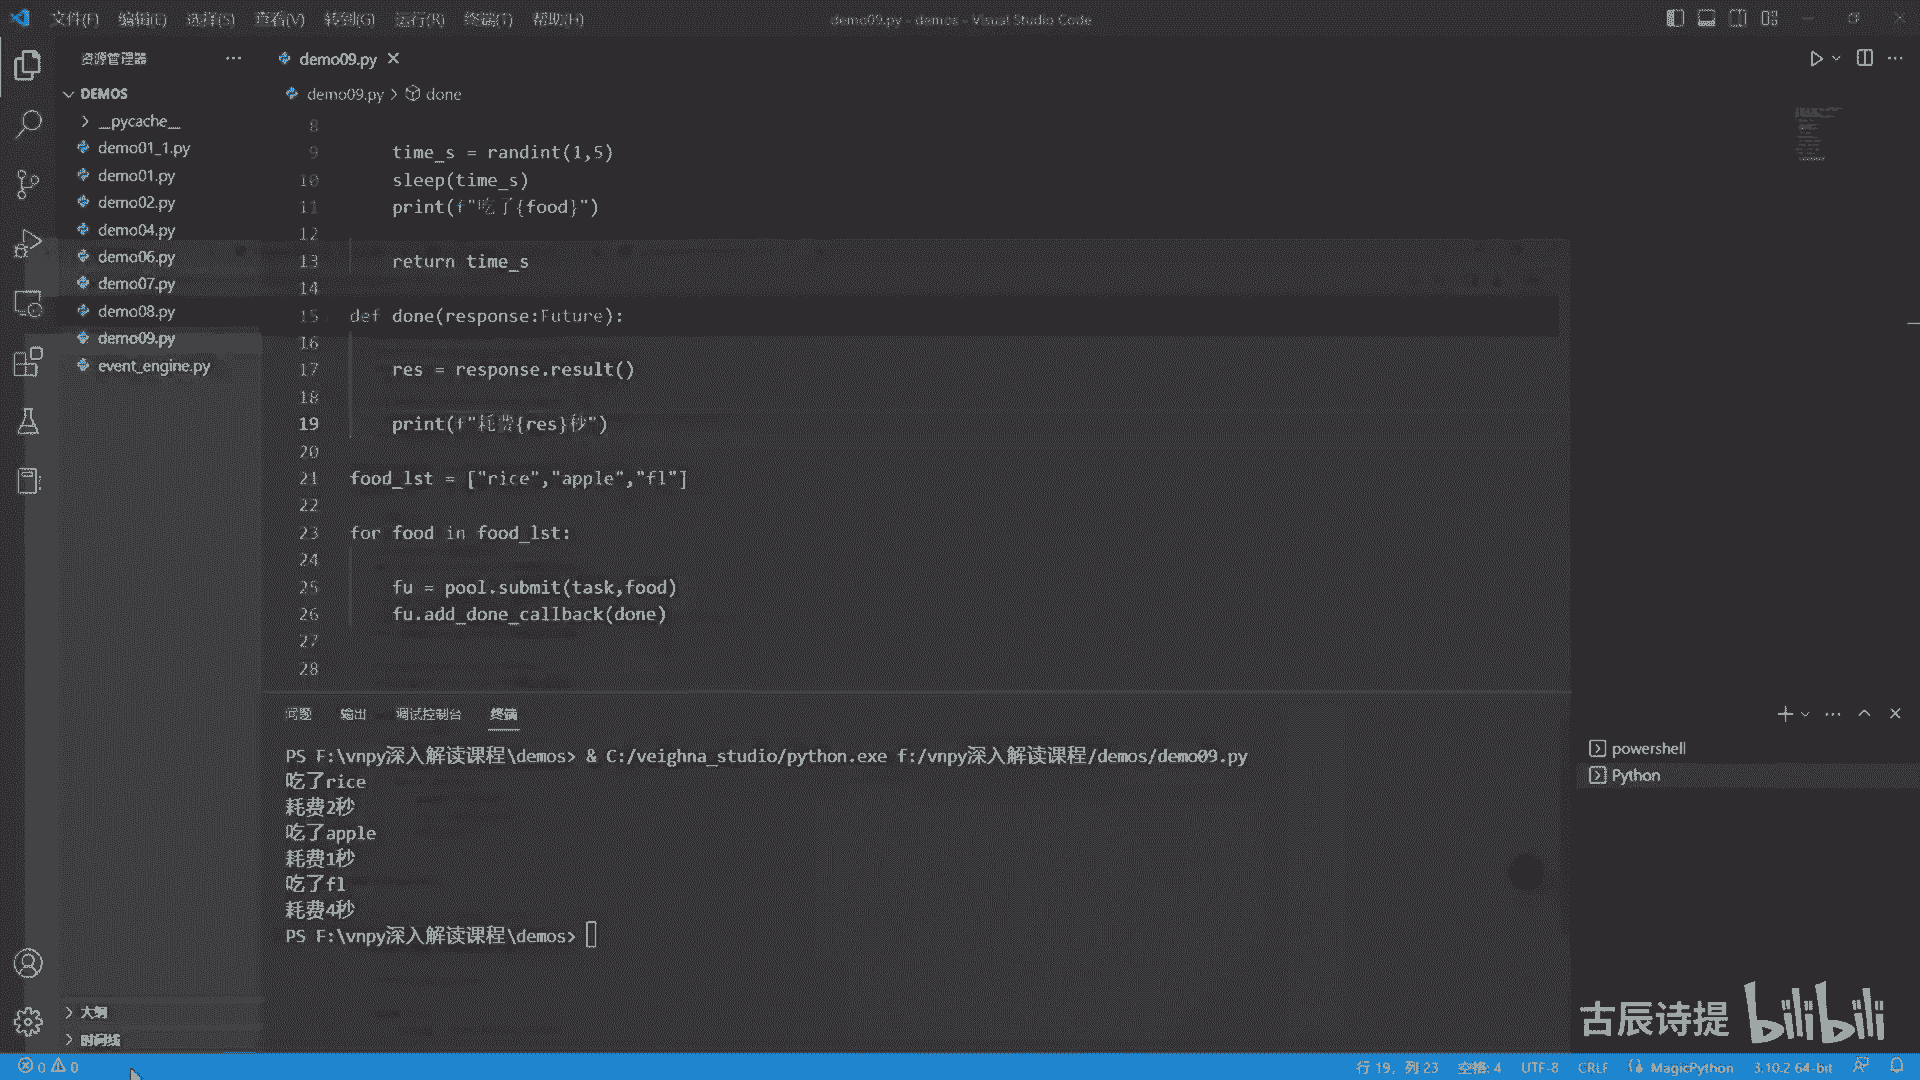 文件(F) 编辑(E) 选择(S) 查看(V) 转到(G) 运行(R) 终端(T) 帮助(H)
demo09.py - demos - Visual Studio Code
资源管理器
demo09.py
DEMOS
demo09.py > done
__pycache__
demo01_1.py
demo01.py
demo02.py
demo04.py
demo06.py
demo07.py
demo08.py
demo09.py
event_engine.py
8
9 time_s = randint(1,5)
10 sleep(time_s)
11 print(f"吃了{food}")
12
13 return time_s
14
15 def done(response:Future):
16
17 res = response.result()
18
19 print(f"耗费{res}秒")
20
21 food_lst = ["rice","apple","fl"]
22
23 for food in food_lst:
24
25 fu = pool.submit(task,food)
26 fu.add_done_callback(done)
27
28
问题 输出 调试控制台 终端
PS F:\vnpy深入解读课程\demos> & C:/veighna_studio/python.exe f:/vnpy深入解读课程/demos/demo09.py
吃了rice
耗费2秒
吃了apple
耗费1秒
吃了fl
耗费4秒
PS F:\vnpy深入解读课程\demos>
powershell
Python
大纲
时间线
古辰诗提 bilibili
0 0
行 19, 列 23 空格: 4 UTF-8 CRLF MagicPython 3.10.2 64-bit